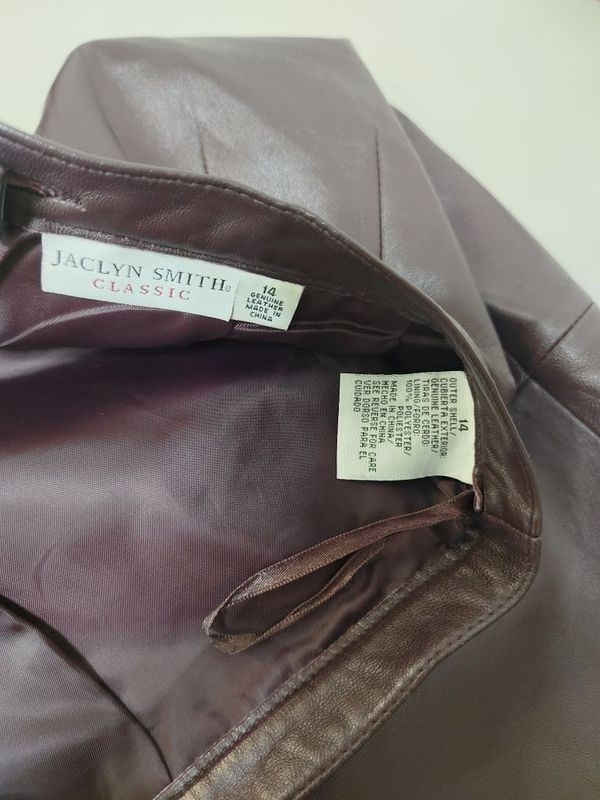 JACLYN SMITH®
CLASSIC
14
GENUINE
LEATHER
MADE IN
CHINA
14
OUTER SHELL/
CUBIERTA EXTERIOR:
GENUINE LEATHER/
TIRAS DE CERDO:
LINING/FORRO:
100% POLYESTER/
POLIESTER
MADE IN CHINA/
HECHO EN CHINA
SEE REVERSE FOR CARE
VER DORSO PARA EL
CUIDADO